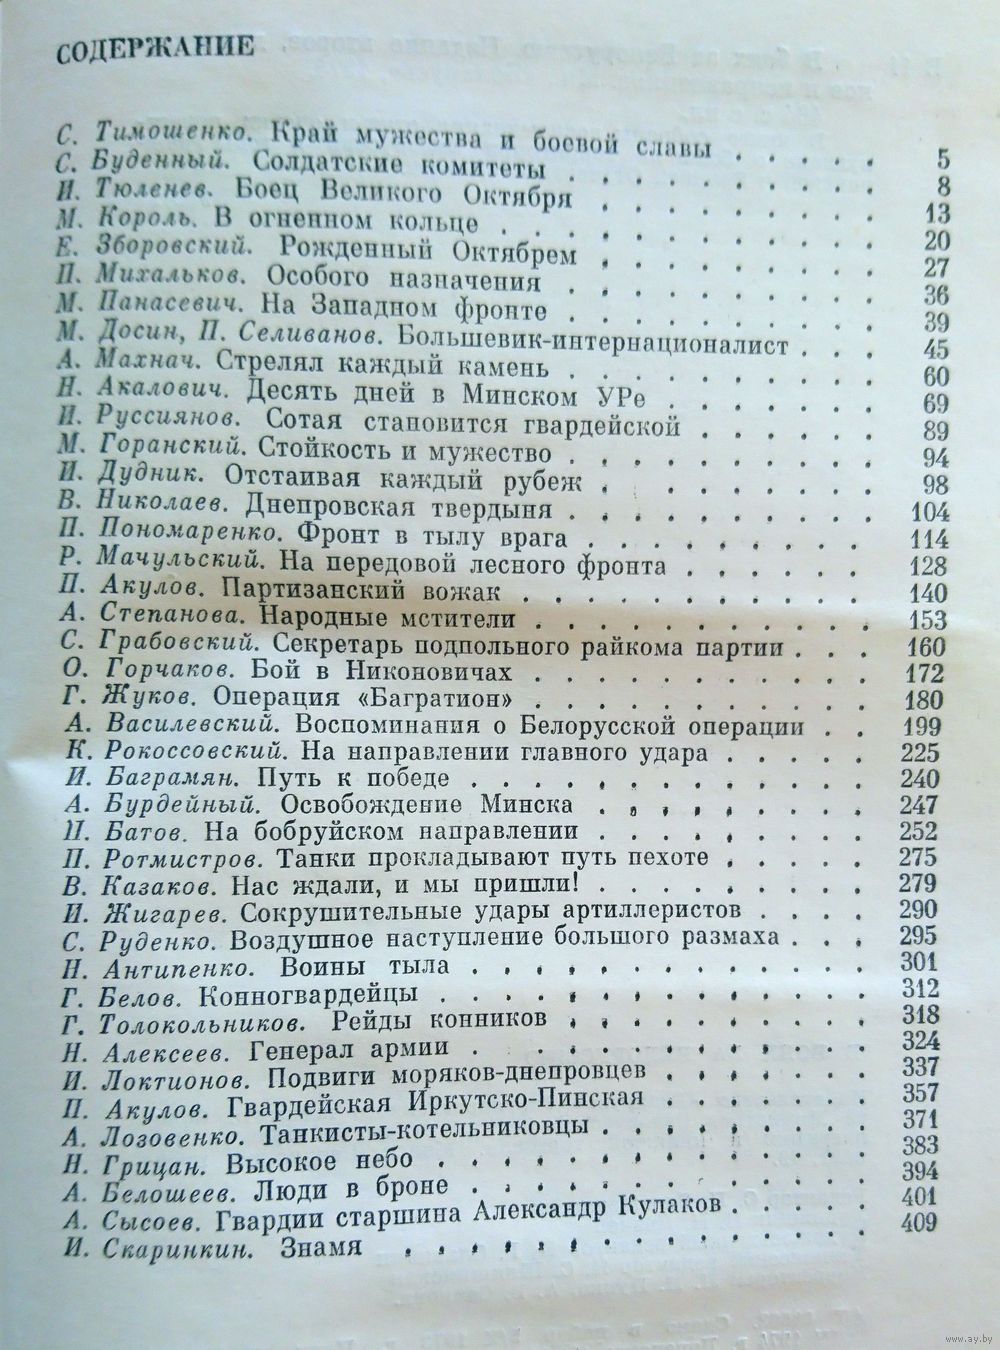 СОДЕРЖАНИЕ
С. Тимошенко. Край мужества и боевой славы . . . . . 5
С. Буденный. Солдатские комитеты . . . . . . . . . . 8
И. Тюленев. Боец Великого Октября . . . . . . . . . 13
М. Король. В огненном кольце . . . . . . . . . . . . 20
Е. Зборовский. Рожденный Октябрем . . . . . . . . . 27
П. Михальков. Особого назначения . . . . . . . . . . 36
М. Панасевич. На Западном фронте . . . . . . . . . . 39
М. Досин, П. Селиванов. Большевик-интернационалист . . . 45
А. Махнач. Стрелял каждый камень . . . . . . . . . . 60
Н. Акалович. Десять дней в Минском УРе . . . . . . . 69
И. Руссиянов. Сотая становится гвардейской . . . . . . 89
М. Горанский. Стойкость и мужество . . . . . . . . . . 94
И. Дудник. Отстаивая каждый рубеж . . . . . . . . . 98
В. Николаев. Днепровская твердыня . . . . . . . . . . 104
П. Пономаренко. Фронт в тылу врага . . . . . . . . . 114
Р. Мачульский. На передовой лесного фронта . . . . . . 128
П. Акулов. Партизанский вожак . . . . . . . . . . . 140
А. Степанова. Народные мстители . . . . . . . . . . . 153
С. Грабовский. Секретарь подпольного райкома партии . . . 160
О. Горчаков. Бой в Никоновичах . . . . . . . . . . . 172
Г. Жуков. Операция «Багратион» . . . . . . . . . . . 180
А. Василевский. Воспоминания о Белорусской операции . . 199
К. Рокоссовский. На направлении главного удара . . . . . 225
И. Баграмян. Путь к победе . . . . . . . . . . . . . 240
А. Бурдейный. Освобождение Минска . . . . . . . . . 247
П. Батов. На бобруйском направлении . . . . . . . . . 252
П. Ротмистров. Танки прокладывают путь пехоте . . . . . 275
В. Казаков. Нас ждали, и мы пришли! . . . . . . . . . 279
И. Жигарев. Сокрушительные удары артиллеристов . . . . 290
С. Руденко. Воздушное наступление большого размаха . . . 295
Н. Антипенко. Воины тыла . . . . . . . . . . . . . 301
Г. Белов. Конногвардейцы . . . . . . . . . . . . . . 312
Г. Толокольников. Рейды конников . . . . . . . . . . 318
Н. Алексеев. Генерал армии . . . . . . . . . . . . . 324
И. Локтионов. Подвиги моряков-днепровцев . . . . . . . 337
П. Акулов. Гвардейская Иркутско-Пинская . . . . . . . 357
А. Лозовенко. Танкисты-котельниковцы . . . . . . . . . 371
Н. Грицан. Высокое небо . . . . . . . . . . . . . . 383
А. Белошеев. Люди в броне . . . . . . . . . . . . . 394
А. Сысоев. Гвардии старшина Александр Кулаков . . . . . 401
И. Скаринкин. Знамя . . . . . . . . . . . . . . . 409
www.ay.by